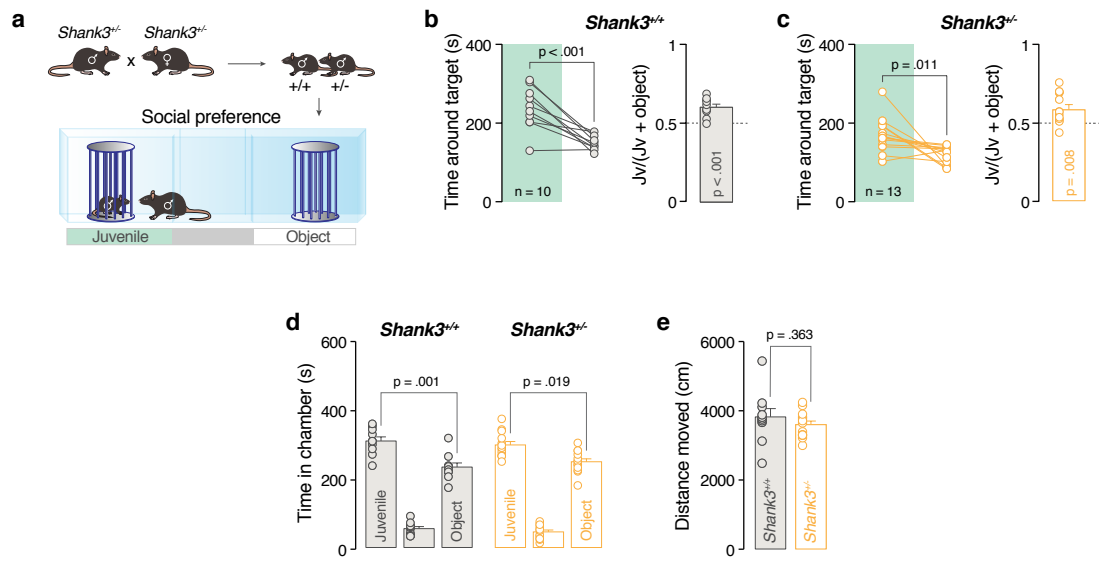 a
Shank3+/- Shank3+/-
♂ x ♂
+/+ +/-
Social preference
Juvenile Object
b Shank3+/+
Time around target (s)
400
200
0
p < .001
n = 10
Jv/(Jv + object)
1
0.5
0
p < .001
c Shank3+/-
Time around target (s)
400
200
0
p = .011
n = 13
Jv/(Jv + object)
1
0.5
0
p = .008
d Shank3+/+ Shank3+/-
Time in chamber (s)
600
400
200
0
p = .001 p = .019
Juvenile Object Juvenile Object
e
Distance moved (cm)
6000
4000
2000
0
p = .363
Shank3+/+ Shank3+/-